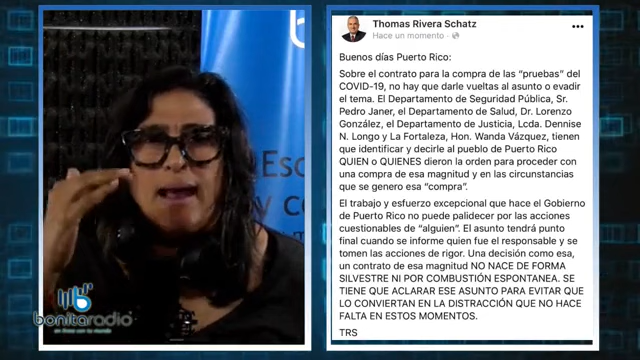 Thomas Rivera Schatz
Hace un momento ·
Buenos días Puerto Rico:
Sobre el contrato para la compra de las “pruebas” del
COVID-19, no hay que darle vueltas al asunto o evadir
el tema. El Departamento de Seguridad Pública, Sr.
Pedro Janer, el Departamento de Salud, Dr. Lorenzo
González, el Departamento de Justicia, Lcda. Dennise
N. Longo y La Fortaleza, Hon. Wanda Vázquez, tienen
que identificar y decirle al pueblo de Puerto Rico
QUIEN o QUIENES dieron la orden para proceder con
una compra de esa magnitud y en las circunstancias
que se genero esa “compra”.
El trabajo y esfuerzo excepcional que hace el Gobierno
de Puerto Rico no puede palidecer por las acciones
cuestionables de “alguien”. El asunto tendrá punto
final cuando se informe quien fue el responsable y se
tomen las acciones de rigor. Una decisión como esa,
un contrato de esa magnitud NO NACE DE FORMA
SILVESTRE NI POR COMBUSTIÓN ESPONTANEA. SE
TIENE QUE ACLARAR ESE ASUNTO PARA EVITAR QUE
LO CONVIERTAN EN LA DISTRACCIÓN QUE NO HACE
FALTA EN ESTOS MOMENTOS.
TRS
Esc
y co
bonitaradio
en línea con tu mundo